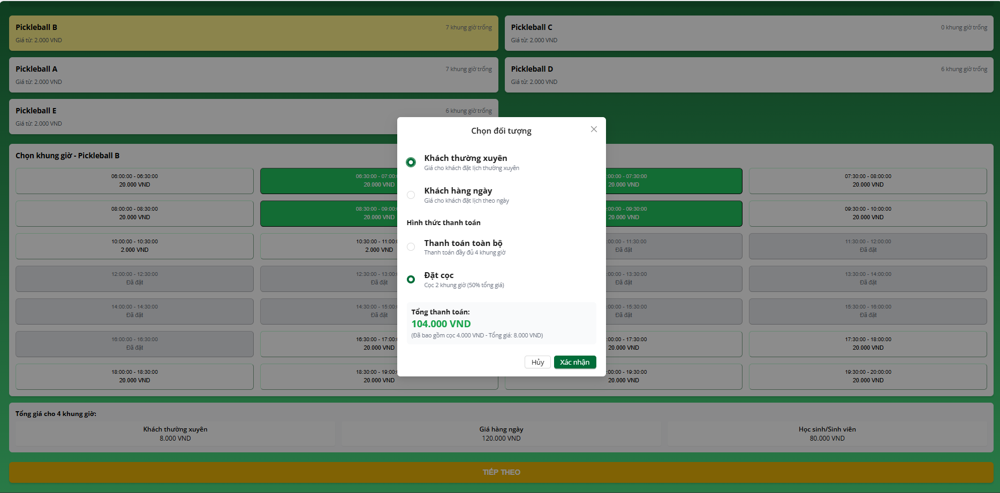 Pickleball B
7 khung giờ trống
Giá từ: 2.000 VND
Pickleball C
0 khung giờ trống
Giá từ: 2.000 VND
Pickleball A
7 khung giờ trống
Giá từ: 2.000 VND
Pickleball D
6 khung giờ trống
Giá từ: 2.000 VND
Pickleball E
6 khung giờ trống
Giá từ: 2.000 VND
Chọn đối tượng
Khách thường xuyên
Giá cho khách đặt lịch thường xuyên
Khách hàng ngày
Giá cho khách đặt lịch theo ngày
Hình thức thanh toán
Thanh toán toàn bộ
Thanh toán đầy đủ 4 khung giờ
Đặt cọc
Cọc 2 khung giờ (50% tổng giá)
Tổng thanh toán:
104.000 VND
(Đã bao gồm cọc 4.000 VND - Tổng giá: 8.000 VND)
Hủy
Xác nhận
Chọn khung giờ - Pickleball B
06:00:00 - 06:30:00
20.000 VND
06:30:00 - 07:00:
20.000 VND
:00:00 - 07:30:00
20.000 VND
07:30:00 - 08:00:00
20.000 VND
08:00:00 - 08:30:00
20.000 VND
08:30:00 - 09:00:
20.000 VND
:00:00 - 09:30:00
20.000 VND
09:30:00 - 10:00:00
20.000 VND
10:00:00 - 10:30:00
2.000 VND
10:30:00 - 11:00:
2.000 VND
:00:00 - 11:30:00
Đã đặt
11:30:00 - 12:00:00
Đã đặt
12:00:00 - 12:30:00
Đã đặt
12:30:00 - 13:00:
Đã đặt
:00:00 - 13:30:00
Đã đặt
13:30:00 - 14:00:00
Đã đặt
14:00:00 - 14:30:00
Đã đặt
14:30:00 - 15:00:
Đã đặt
:00:00 - 15:30:00
Đã đặt
15:30:00 - 16:00:00
Đã đặt
16:00:00 - 16:30:00
Đã đặt
16:30:00 - 17:00:
20.000 VND
:00:00 - 17:30:00
20.000 VND
17:30:00 - 18:00:00
20.000 VND
18:00:00 - 18:30:00
20.000 VND
18:30:00 - 19:00:
20.000 VND
:00:00 - 19:30:00
20.000 VND
19:30:00 - 20:00:00
20.000 VND
Tổng giá cho 4 khung giờ:
Khách thường xuyên
8.000 VND
Giá hàng ngày
120.000 VND
Học sinh/Sinh viên
80.000 VND
TIẾP THEO